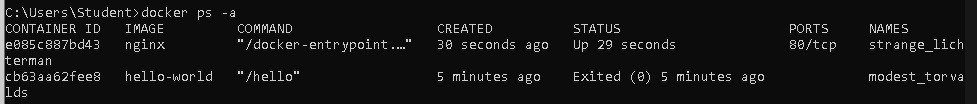 C:\Users\Student>docker ps -a
CONTAINER ID   IMAGE         COMMAND                  CREATED          STATUS                     PORTS     NAMES
e085c887bd43   nginx         "/docker-entrypoint.…"   30 seconds ago   Up 29 seconds              80/tcp    strange_lich
terman
cb63aa62fee8   hello-world   "/hello"                 5 minutes ago    Exited (0) 5 minutes ago             modest_torva
lds